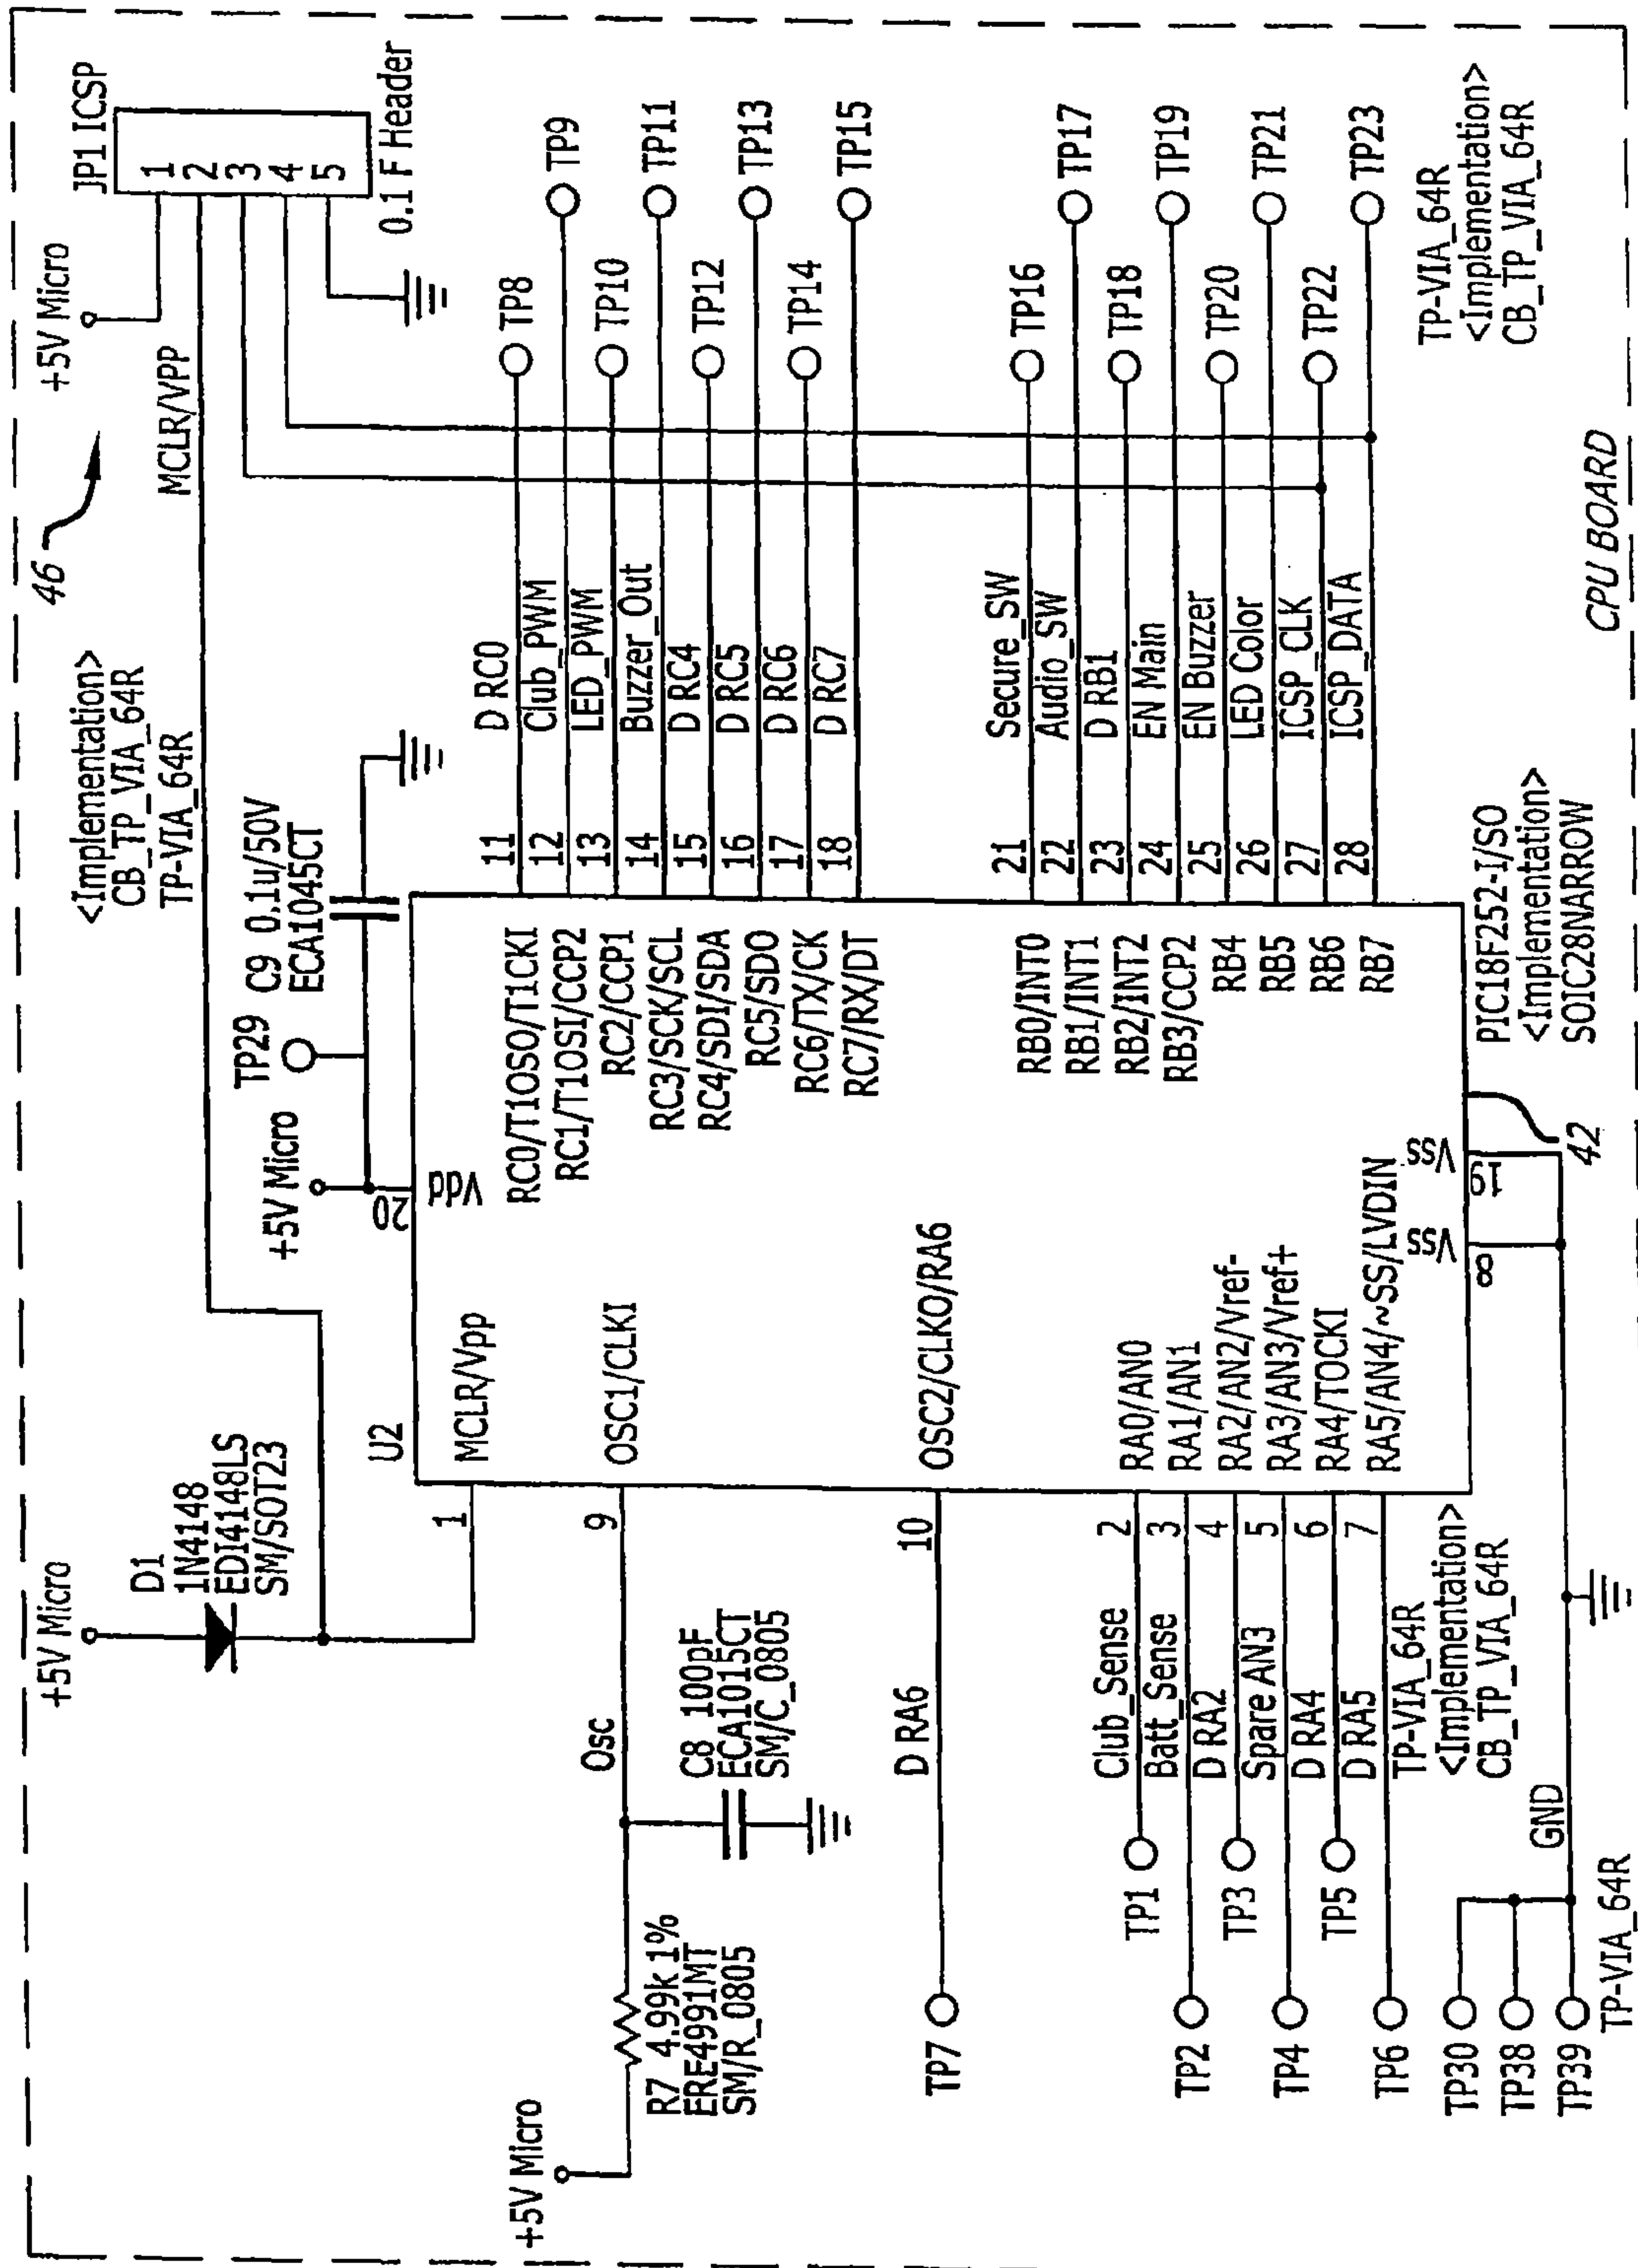 +5V Micro
D1
1N4148
EDI4148LS
SM/SOT23
<Implementation>
CB_TP_VIA_64R
TP-VIA_64R
46
MCLR/VPP
+5V Micro
JP1 ICSP
1
2
3
4
5
0.1 F Header
+5V Micro
TP29
C9 0.1u/50V
ECA1045CT
20
Vdd
U2
1
MCLR/Vpp
+5V Micro
R7 4.99k 1%
ERE4991MT
SM/R_0805
Osc
C8 100pF
ECA1015CT
SM/C_0805
9
OSC1/CLKI
TP7
D RA6
10
OSC2/CLKO/RA6
RC0/T1OSO/T1CKI 11 D RC0 TP8
RC1/T1OSI/CCP2 12 Club_PWM TP9
RC2/CCP1 13 LED_PWM TP10
RC3/SCK/SCL 14 Buzzer_Out TP11
RC4/SDI/SDA 15 D RC4 TP12
RC5/SDO 16 D RC5 TP13
RC6/TX/CK 17 D RC6 TP14
RC7/RX/DT 18 D RC7 TP15
RB0/INT0 21 Secure_SW TP16
RB1/INT1 22 Audio_SW TP17
RB2/INT2 23 D RB1 TP18
RB3/CCP2 24 EN Main TP19
RB4 25 EN Buzzer TP20
RB5 26 LED Color TP21
RB6 27 ICSP_CLK TP22
RB7 28 ICSP_DATA TP23
TP1 Club_Sense 2 RA0/AN0
TP2 Batt_Sense 3 RA1/AN1
TP3 D RA2 4 RA2/AN2/Vref-
TP4 Spare AN3 5 RA3/AN3/Vref+
TP5 D RA4 6 RA4/TOCKI
TP6 D RA5 7 RA5/AN4/~SS/LVDIN
TP-VIA_64R
<Implementation>
CB_TP_VIA_64R
Vss
8
Vss
19
42
PIC18F252-I/SO
<Implementation>
SOIC28NARROW
TP-VIA_64R
<Implementation>
CB_TP_VIA_64R
TP30
TP38
TP39
GND
TP-VIA_64R
CPU BOARD